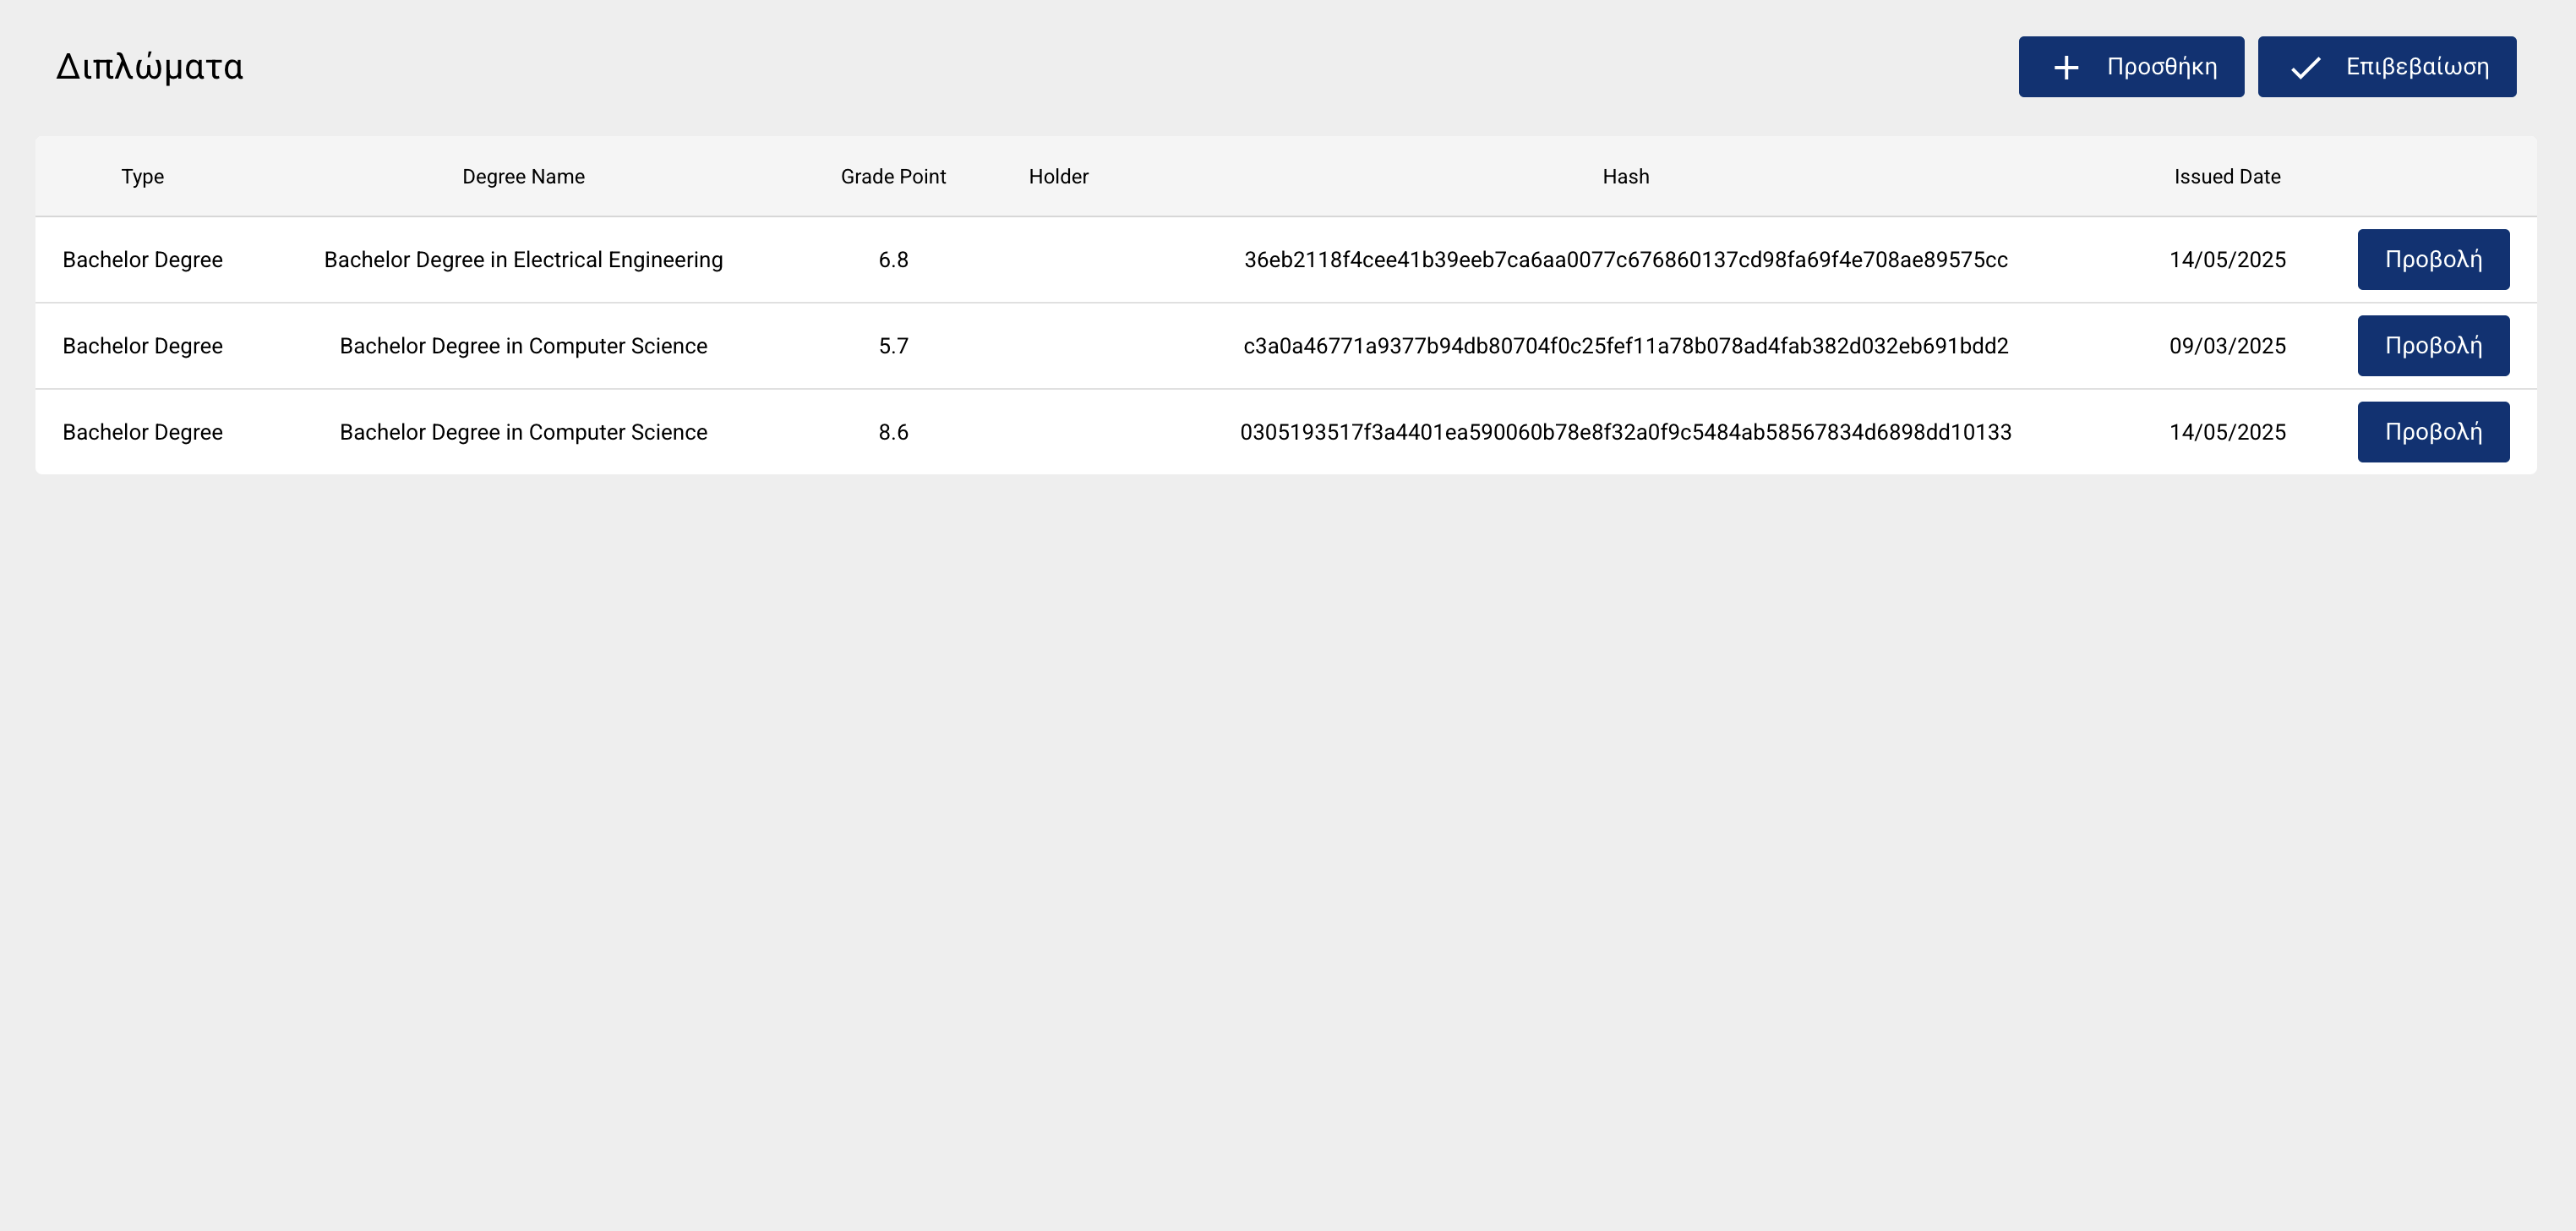 Διπλώματα
Προσθήκη
Επιβεβαίωση
Type Degree Name Grade Point Holder Hash Issued Date
Bachelor Degree Bachelor Degree in Electrical Engineering 6.8 36eb2118f4cee41b39eeb7ca6aa0077c676860137cd98fa69f4e708ae89575cc 14/05/2025 Προβολή
Bachelor Degree Bachelor Degree in Computer Science 5.7 c3a0a46771a9377b94db80704f0c25fef11a78b078ad4fab382d032eb691bdd2 09/03/2025 Προβολή
Bachelor Degree Bachelor Degree in Computer Science 8.6 0305193517f3a4401ea590060b78e8f32a0f9c5484ab58567834d6898dd10133 14/05/2025 Προβολή